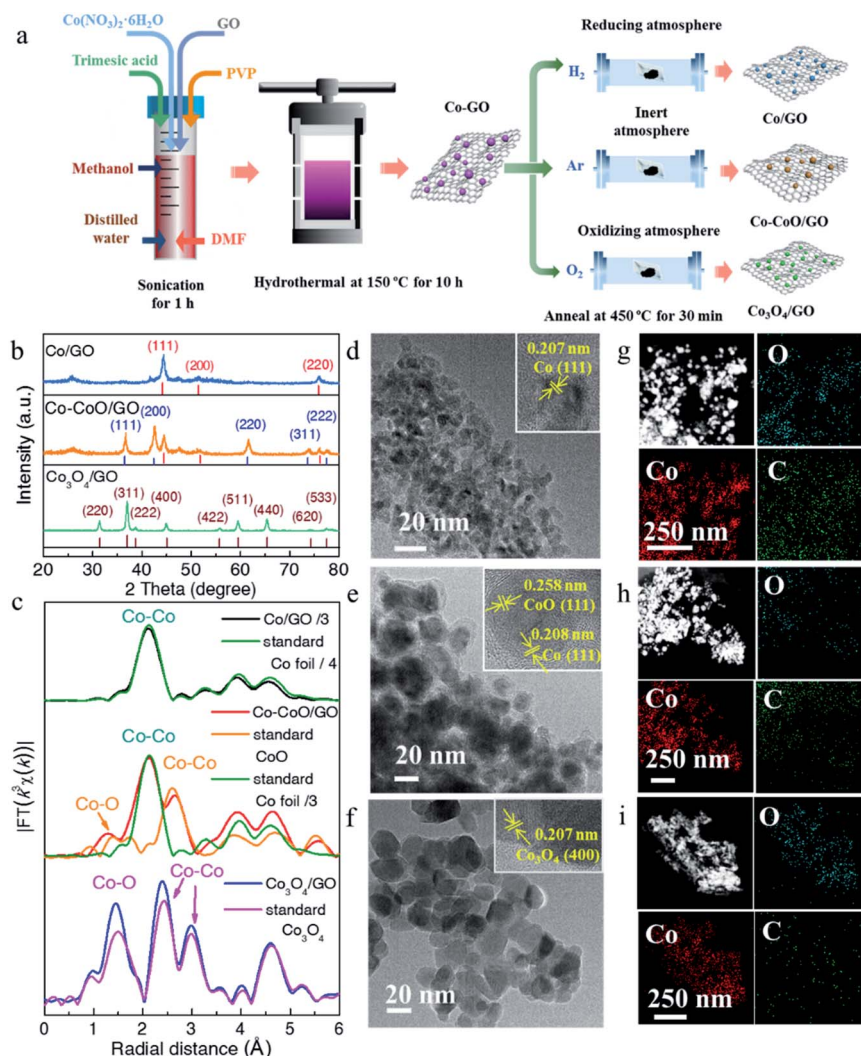 a
Co(NO₃)₂·6H₂O
GO
Trimesic acid
PVP
Methanol
Distilled
water
DMF
Sonication
for 1 h
Hydrothermal at 150 °C for 10 h
Co-GO
Reducing atmosphere
H₂
Co/GO
Inert
atmosphere
Ar
Co-CoO/GO
Oxidizing atmosphere
O₂
Co₃O₄/GO
Anneal at 450 °C for 30 min
b
Intensity (a.u.)
Co/GO
(111)
(200)
(220)
Co-CoO/GO
(111)
(200)
(220)
(311)
(222)
Co₃O₄/GO
(220)
(311)
(222)
(400)
(422)
(511)
(440)
(620)
(533)
20 30 40 50 60 70 80
2 Theta (degree)
c
|FT(k³χ(k))|
Co–Co
Co/GO /3
standard
Co foil / 4
Co–Co
Co–Co
Co–O
Co-CoO/GO
standard
CoO
standard
Co foil /3
Co–O
Co–Co
Co₃O₄/GO
standard
Co₃O₄
0 1 2 3 4 5 6
Radial distance (Å)
d
0.207 nm
Co (111)
20 nm
e
0.258 nm
CoO (111)
0.208 nm
Co (111)
20 nm
f
0.207 nm
Co₃O₄ (400)
20 nm
g
O
Co
C
250 nm
h
O
Co
C
i
O
Co
C
250 nm